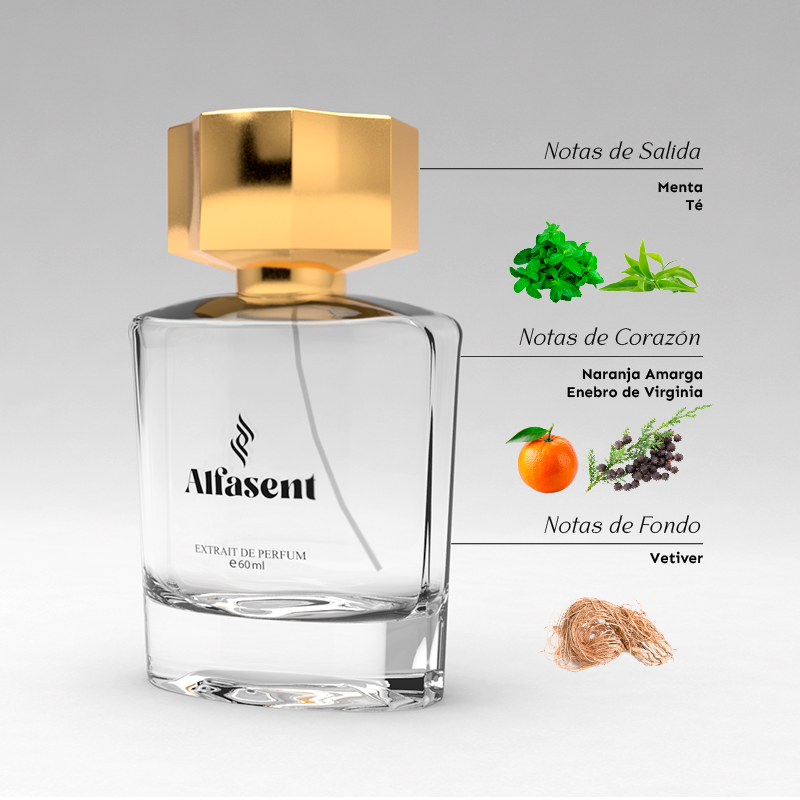 Notas de Salida
Menta
Té
Notas de Corazón
Naranja Amarga
Enebro de Virginia
Notas de Fondo
Vetiver
Alfasent
EXTRAIT DE PERFUM
℮60ml